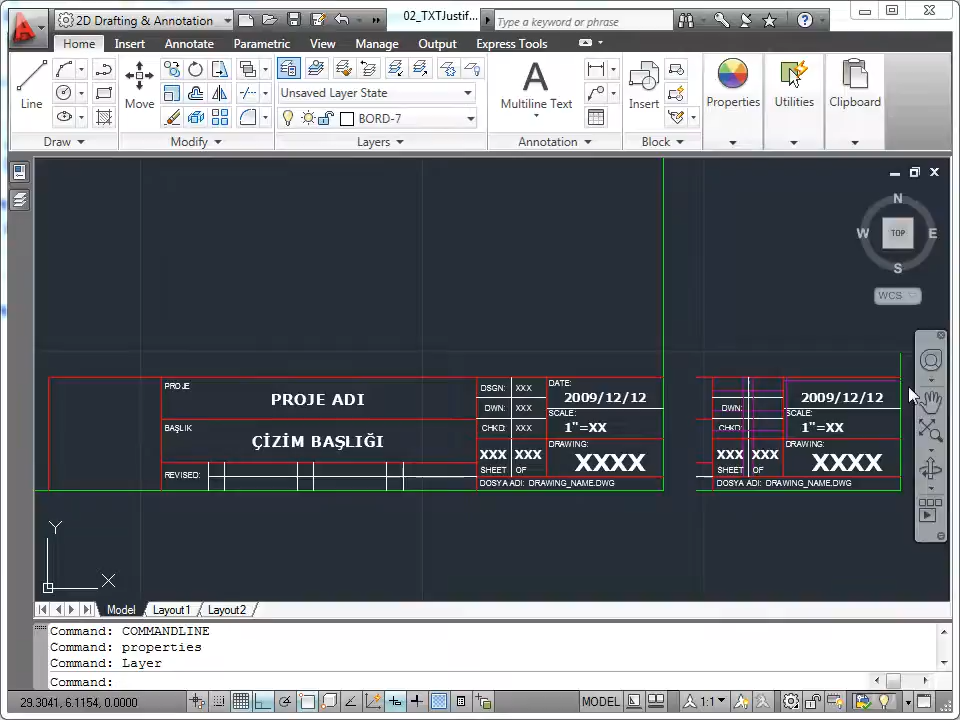 2D Drafting & Annotation
02_TXTJustif...
Type a keyword or phrase
Home Insert Annotate Parametric View Manage Output Express Tools
Line
Move
Unsaved Layer State
BORD-7
Multiline Text
Insert
Properties
Utilities
Clipboard
Draw Modify Layers Annotation Block
N
W TOP E
S
WCS
PROJE
PROJE ADI
BAŞLIK
ÇİZİM BAŞLIĞI
REVISED:
DSGN: XXX
DWN: XXX
CHKD: XXX
XXX XXX
SHEET OF
DATE:
2009/12/12
SCALE:
1"=XX
DRAWING:
XXXX
DOSYA ADI: DRAWING_NAME.DWG
DWN:
CHKD:
XXX XXX
SHEET OF
2009/12/12
SCALE:
1"=XX
DRAWING:
XXXX
DOSYA ADI: DRAWING_NAME.DWG
Y
X
Model Layout1 Layout2
Command: COMMANDLINE
Command: properties
Command: Layer
Command:
29.3041, 6.1154, 0.0000
MODEL
1:1